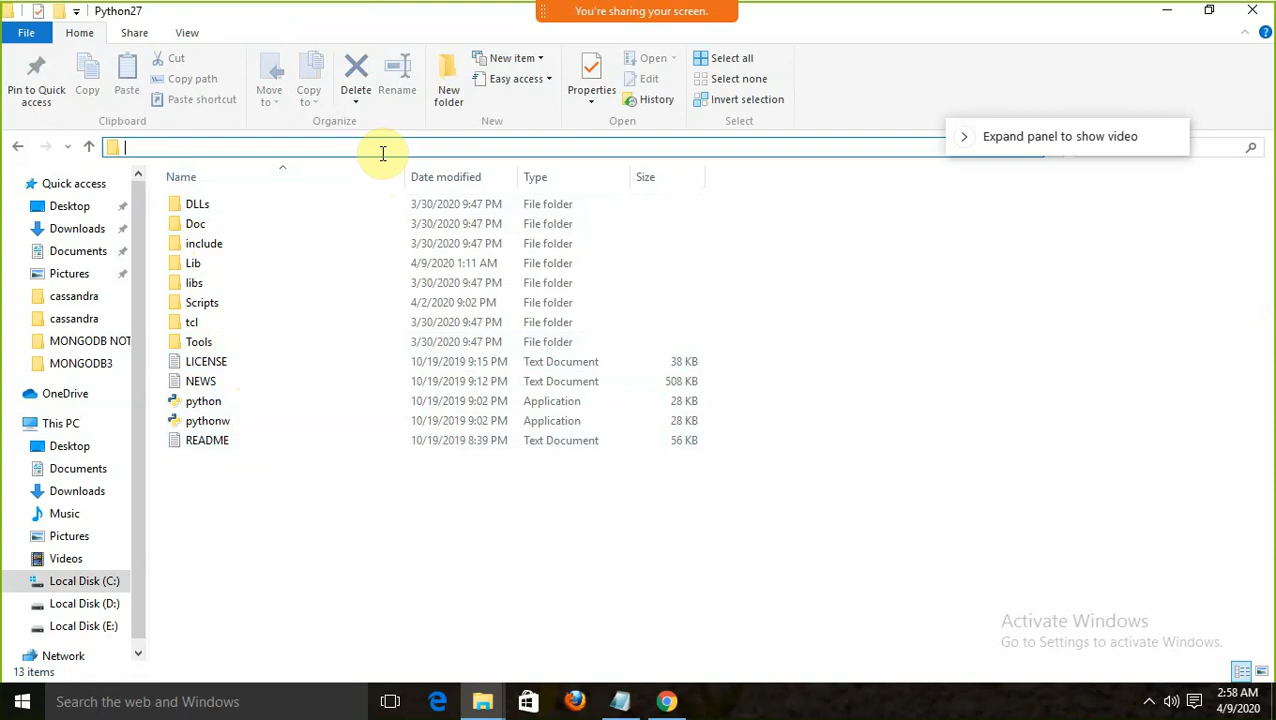 Python27
You're sharing your screen.
File Home Share View
Pin to Quick access
Copy
Paste
Cut
Copy path
Paste shortcut
Clipboard
Move to
Copy to
Delete
Rename
Organize
New folder
New item
Easy access
New
Properties
Open
Edit
History
Open
Select all
Select none
Invert selection
Select
Expand panel to show video
Name Date modified Type Size
Quick access
Desktop
Downloads
Documents
Pictures
cassandra
cassandra
MONGODB NOT
MONGODB3
OneDrive
This PC
Desktop
Documents
Downloads
Music
Pictures
Videos
Local Disk (C:)
Local Disk (D:)
Local Disk (E:)
Network
DLLs 3/30/2020 9:47 PM File folder
Doc 3/30/2020 9:47 PM File folder
include 3/30/2020 9:47 PM File folder
Lib 4/9/2020 1:11 AM File folder
libs 3/30/2020 9:47 PM File folder
Scripts 4/2/2020 9:02 PM File folder
tcl 3/30/2020 9:47 PM File folder
Tools 3/30/2020 9:47 PM File folder
LICENSE 10/19/2019 9:15 PM Text Document 38 KB
NEWS 10/19/2019 9:12 PM Text Document 508 KB
python 10/19/2019 9:02 PM Application 28 KB
pythonw 10/19/2019 9:02 PM Application 28 KB
README 10/19/2019 8:39 PM Text Document 56 KB
Activate Windows
Go to Settings to activate Windows.
13 items
Search the web and Windows
2:58 AM
4/9/2020